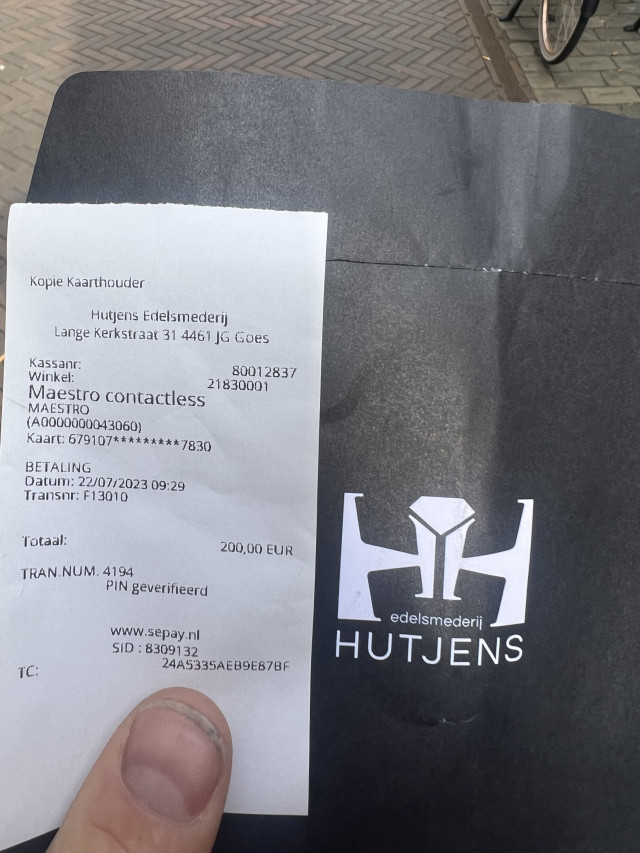 Kopie Kaarthouder
Hutjens Edelsmederij
Lange Kerkstraat 31 4461 JG Goes
Kassanr: 80012837
Winkel: 21830001
Maestro contactless
MAESTRO
(A0000000043060)
Kaart: 679107*********7830
BETALING
Datum: 22/07/2023 09:29
Transnr: F13010
Totaal: 200,00 EUR
TRAN.NUM. 4194
PIN geverifieerd
www.sepay.nl
SID : 8309132
TC: 24A5335AEB9E87BF
edelsmederij
HUTJENS